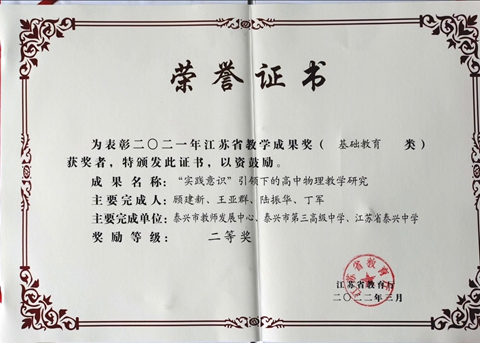 荣誉证书
为表彰二〇二一年江苏省教学成果奖（ 基础教育 类）
获奖者，特颁发此证书，以资鼓励。
成果名称：“实践意识”引领下的高中物理教学研究
主要完成人：顾建新、王亚群、陆振华、丁军
主要完成单位：泰兴市教师发展中心、泰兴市第三高级中学、江苏省泰兴中学
奖励等级： 二等奖
江苏省教育厅
二〇二二年三月